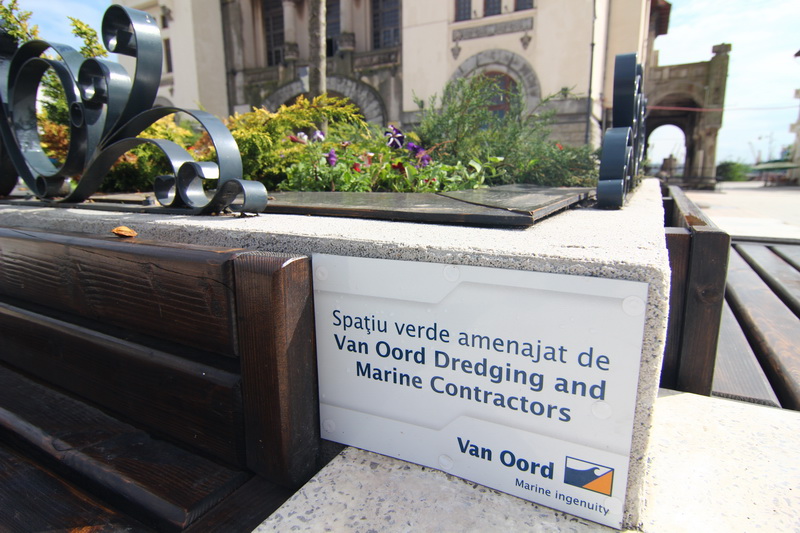 Spaţiu verde amenajat de
Van Oord Dredging and
Marine Contractors
Van Oord
Marine ingenuity